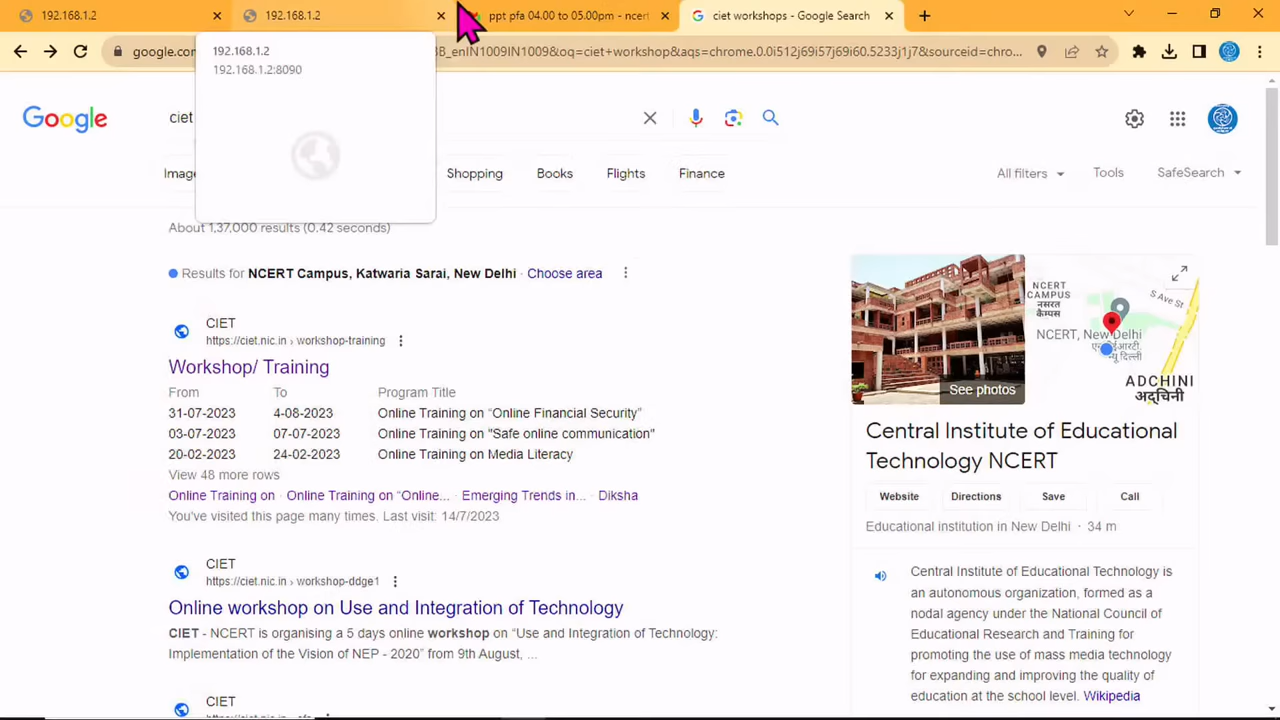 192.168.1.2
192.168.1.2
ppt pfa 04.00 to 05.00pm - ncert
ciet workshops - Google Search
google.co
B_enIN1009IN1009&oq=ciet+workshop&aqs=chrome.0.0i512j69i57j69i60.5233j1j7&sourceid=chro...
192.168.1.2
192.168.1.2:8090
Google
ciet
Image
Shopping
Books
Flights
Finance
All filters
Tools
SafeSearch
About 1,37,000 results (0.42 seconds)
Results for NCERT Campus, Katwaria Sarai, New Delhi · Choose area
CIET
https://ciet.nic.in › workshop-training
Workshop/ Training
From To Program Title
31-07-2023 4-08-2023 Online Training on “Online Financial Security”
03-07-2023 07-07-2023 Online Training on "Safe online communication”
20-02-2023 24-02-2023 Online Training on Media Literacy
View 48 more rows
Online Training on · Online Training on “Online... · Emerging Trends in... · Diksha
You've visited this page many times. Last visit: 14/7/2023
CIET
https://ciet.nic.in › workshop-ddge1
Online workshop on Use and Integration of Technology
CIET - NCERT is organising a 5 days online workshop on “Use and Integration of Technology:
Implementation of the Vision of NEP - 2020” from 9th August, ...
CIET
See photos
NCERT
CAMPUS
एनसीईआरटी
कैम्पस
S Ave St
NCERT, New Delhi
ADCHINI
अदचिनी
Central Institute of Educational
Technology NCERT
Website
Directions
Save
Call
Educational institution in New Delhi · 34 m
Central Institute of Educational Technology is
an autonomous organization, formed as a
nodal agency under the National Council of
Educational Research and Training for
promoting the use of mass media technology
for expanding and improving the quality of
education at the school level. Wikipedia